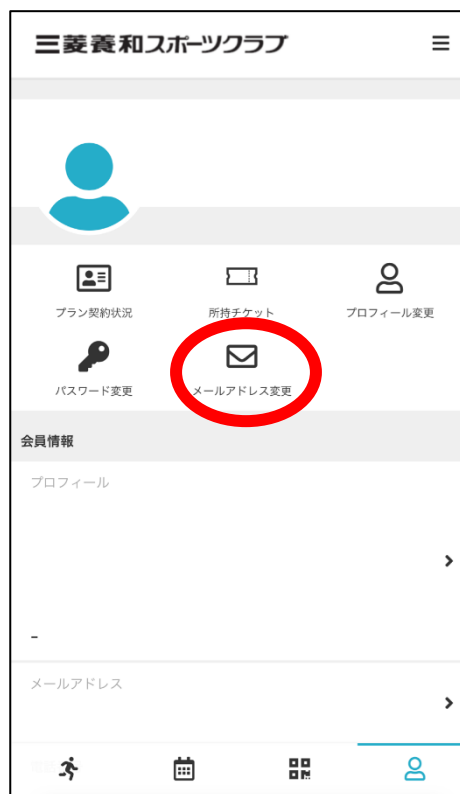 三菱養和スポーツクラブ
プラン契約状況
所持チケット
プロフィール変更
パスワード変更
メールアドレス変更
会員情報
プロフィール
-
メールアドレス